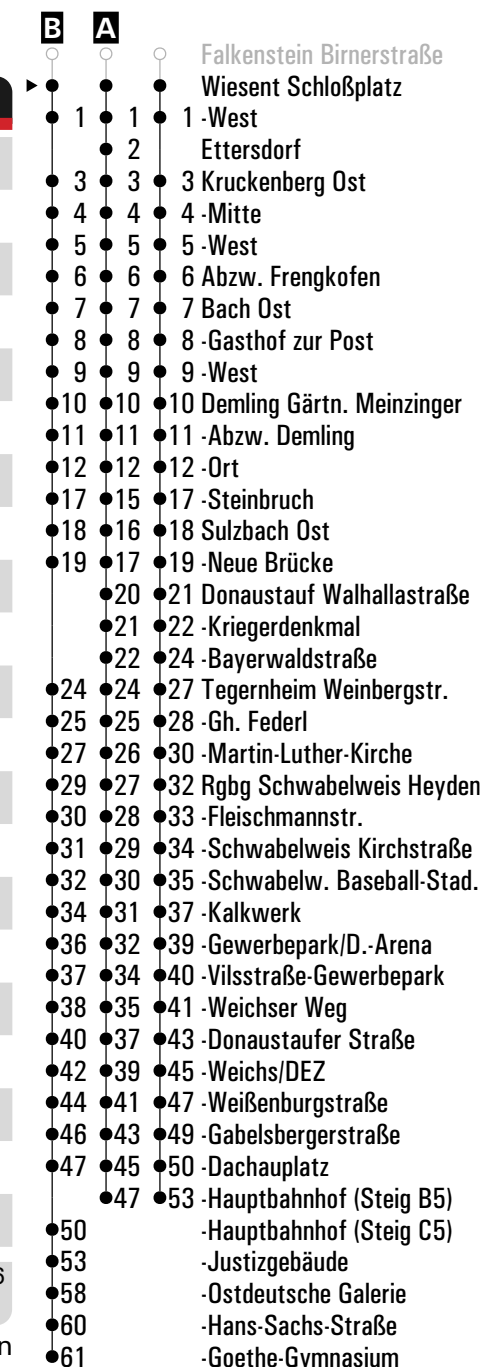 B A
Falkenstein Birnerstraße
Wiesent Schloßplatz
1 1 1 -West
2 Ettersdorf
3 3 3 Kruckenberg Ost
4 4 4 -Mitte
5 5 5 -West
6 6 6 Abzw. Frengkofen
7 7 7 Bach Ost
8 8 8 -Gasthof zur Post
9 9 9 -West
10 10 10 Demling Gärtn. Meinzinger
11 11 11 -Abzw. Demling
12 12 12 -Ort
17 15 17 -Steinbruch
18 16 18 Sulzbach Ost
19 17 19 -Neue Brücke
20 21 Donaustauf Walhallastraße
21 22 -Kriegerdenkmal
22 24 -Bayerwaldstraße
24 24 27 Tegernheim Weinbergstr.
25 25 28 -Gh. Federl
27 26 30 -Martin-Luther-Kirche
29 27 32 Rgbg Schwabelweis Heyden
30 28 33 -Fleischmannstr.
31 29 34 -Schwabelweis Kirchstraße
32 30 35 -Schwabelw. Baseball-Stad.
34 31 37 -Kalkwerk
36 32 39 -Gewerbepark/D.-Arena
37 34 40 -Vilsstraße-Gewerbepark
38 35 41 -Weichser Weg
40 37 43 -Donaustaufer Straße
42 39 45 -Weichs/DEZ
44 41 47 -Weißenburgstraße
46 43 49 -Gabelsbergerstraße
47 45 50 -Dachauplatz
47 53 -Hauptbahnhof (Steig B5)
50 -Hauptbahnhof (Steig C5)
53 -Justizgebäude
58 -Ostdeutsche Galerie
60 -Hans-Sachs-Straße
61 -Goethe-Gymnasium